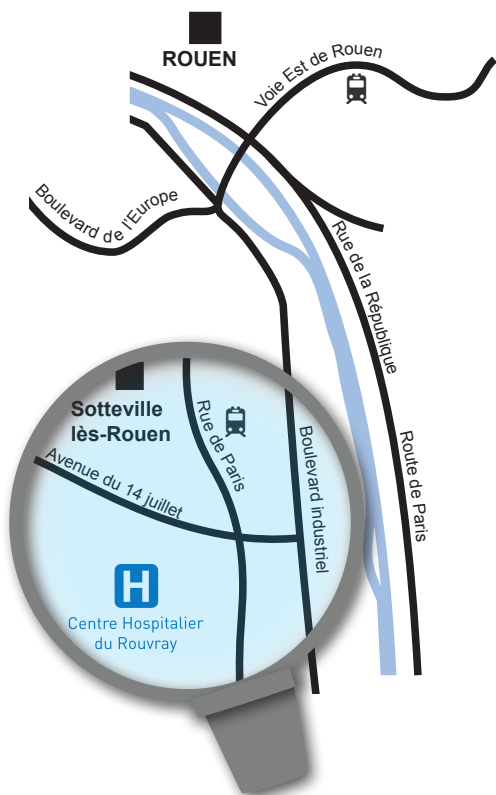 ROUEN
Voie Est de Rouen
Boulevard de l'Europe
Rue de la République
Sotteville
lès-Rouen
Rue de Paris
Avenue du 14 juillet
Boulevard industriel
Route de Paris
H
Centre Hospitalier
du Rouvray